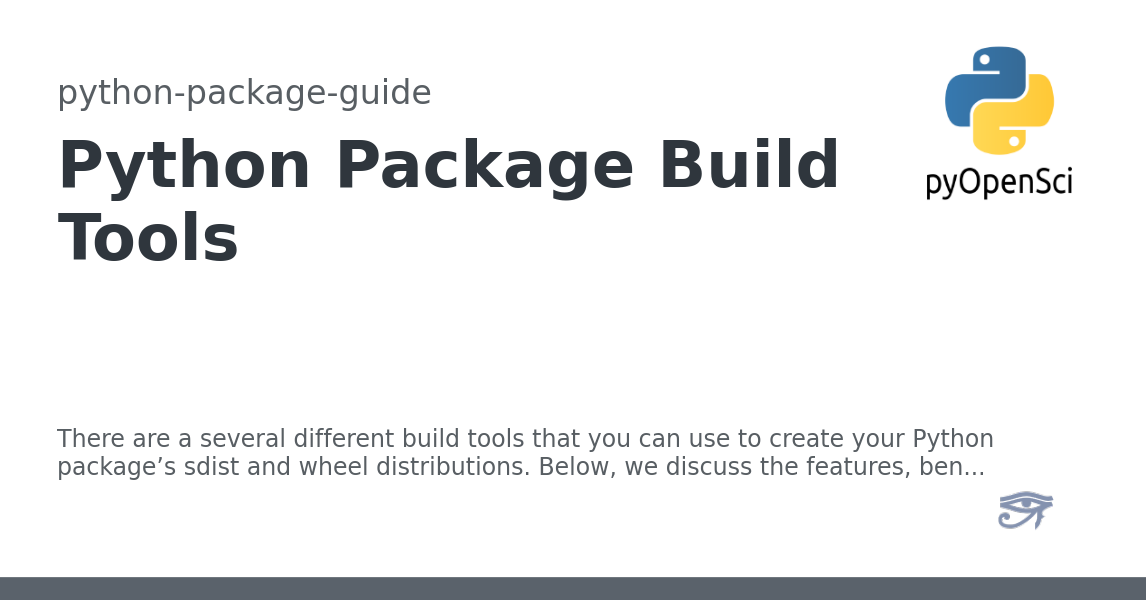 python-package-guide
Python Package Build
Tools
pyOpenSci
There are a several different build tools that you can use to create your Python
package’s sdist and wheel distributions. Below, we discuss the features, ben...